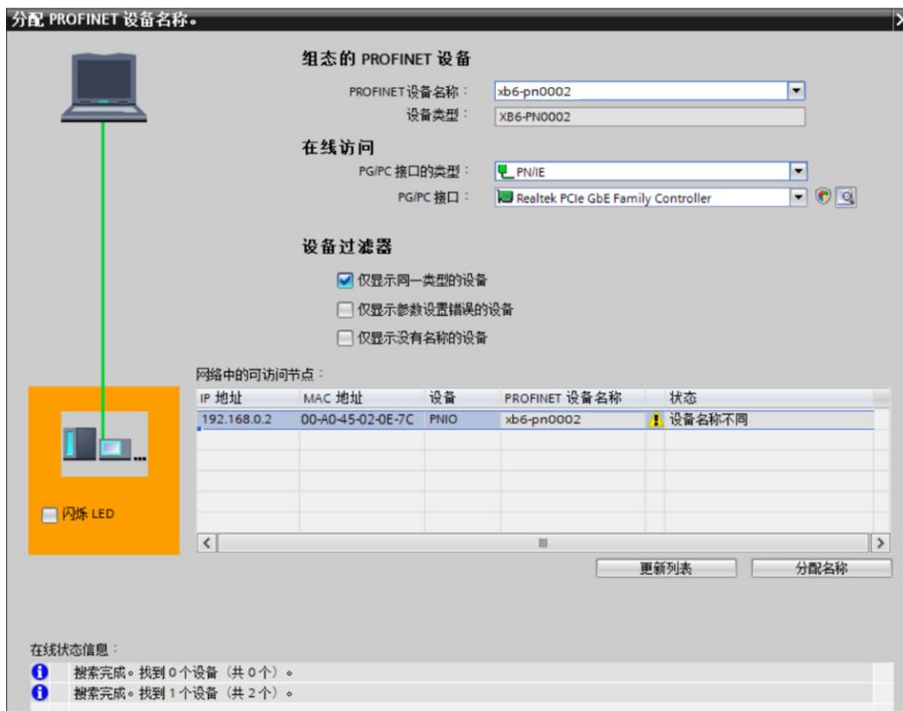 分配 PROFINET 设备名称。
组态的 PROFINET 设备
PROFINET设备名称： xb6-pn0002
设备类型： XB6-PN0002
在线访问
PG/PC 接口的类型： PN/IE
PG/PC 接口： Realtek PCIe GbE Family Controller
设备过滤器
仅显示同一类型的设备
仅显示参数设置错误的设备
仅显示没有名称的设备
网络中的可访问节点：
IP 地址 MAC 地址 设备 PROFINET 设备名称 状态
192.168.0.2 00-A0-45-02-0E-7C PNIO xb6-pn0002 设备名称不同
闪烁 LED
更新列表 分配名称
在线状态信息：
搜索完成。找到 0 个设备（共 0 个）。
搜索完成。找到 1 个设备（共 2 个）。